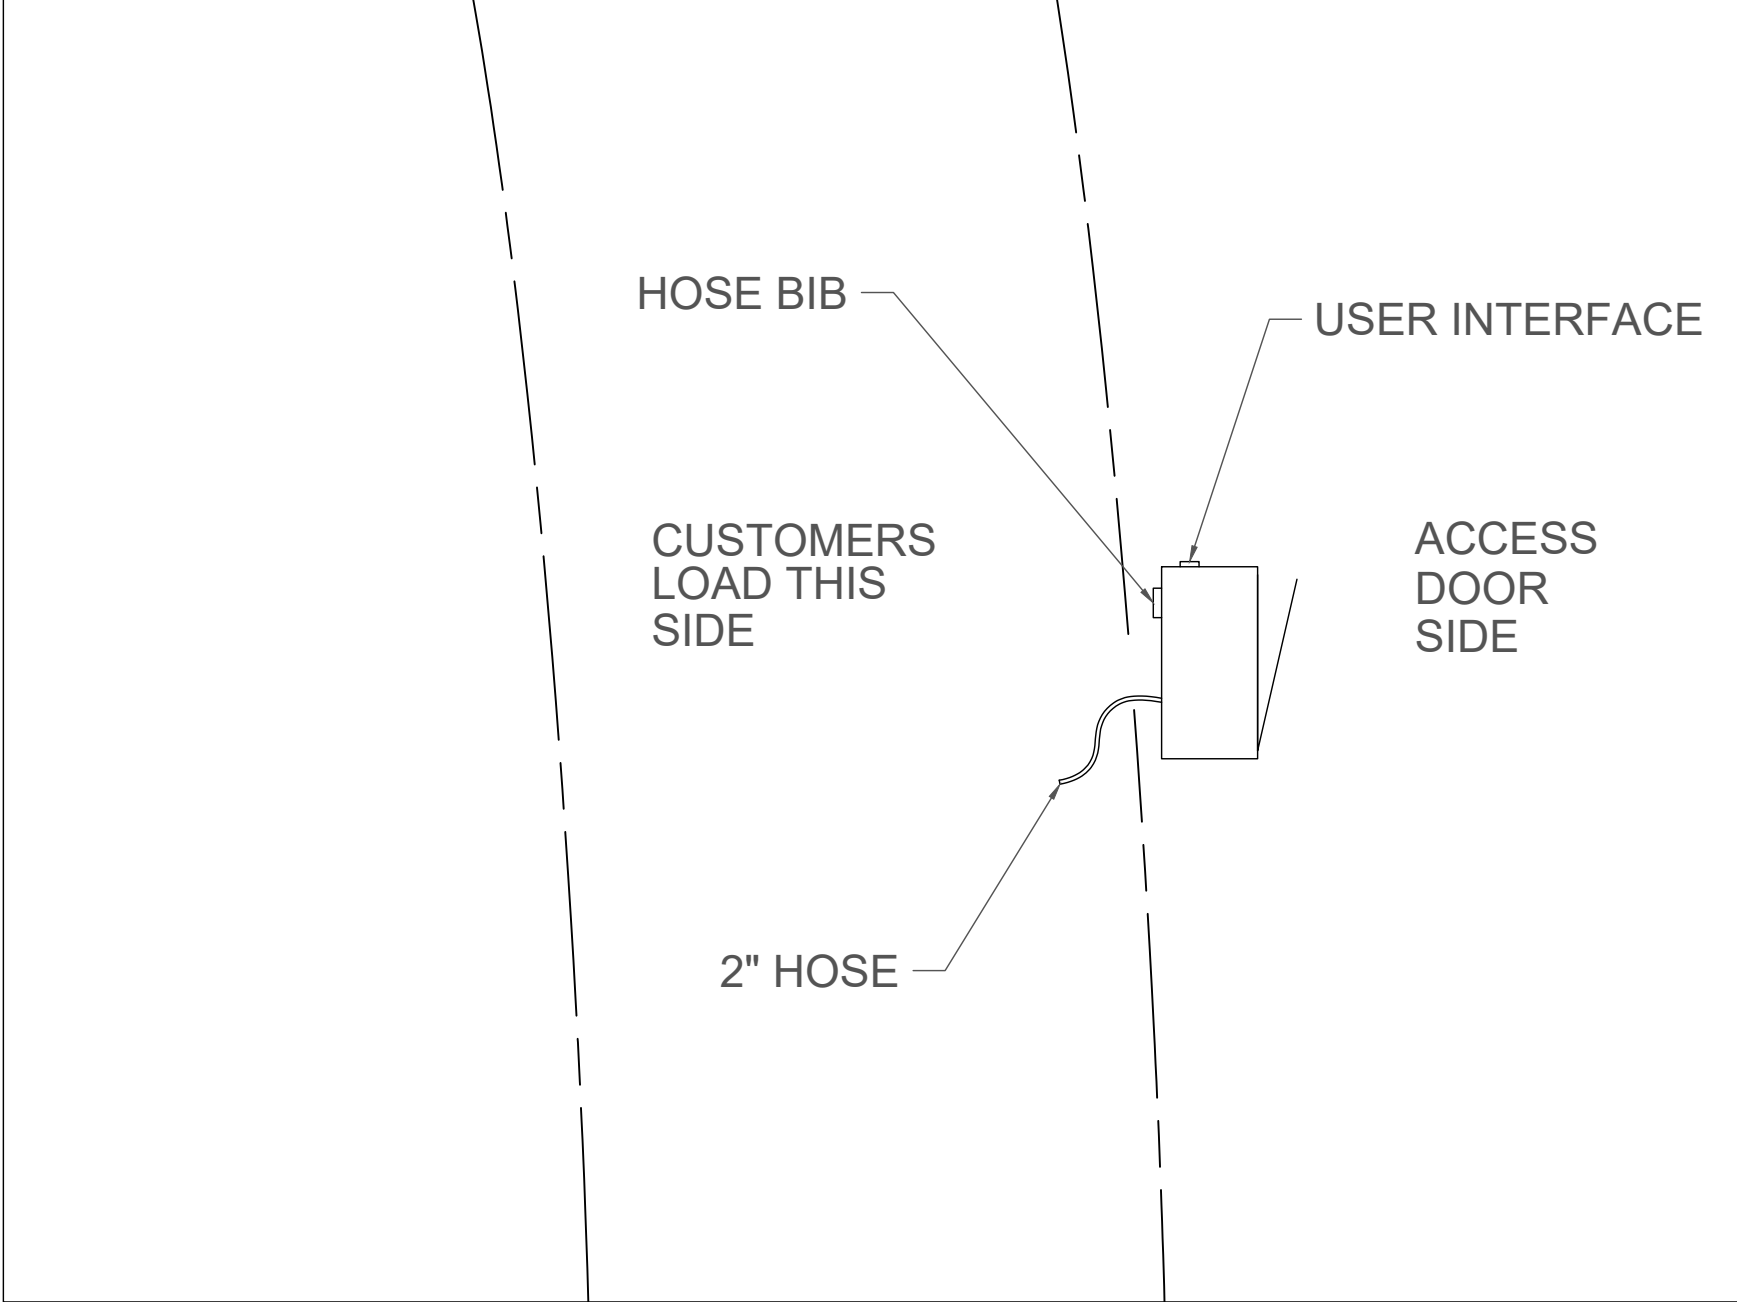 HOSE BIB
USER INTERFACE
CUSTOMERS
LOAD THIS
SIDE
ACCESS
DOOR
SIDE
2" HOSE